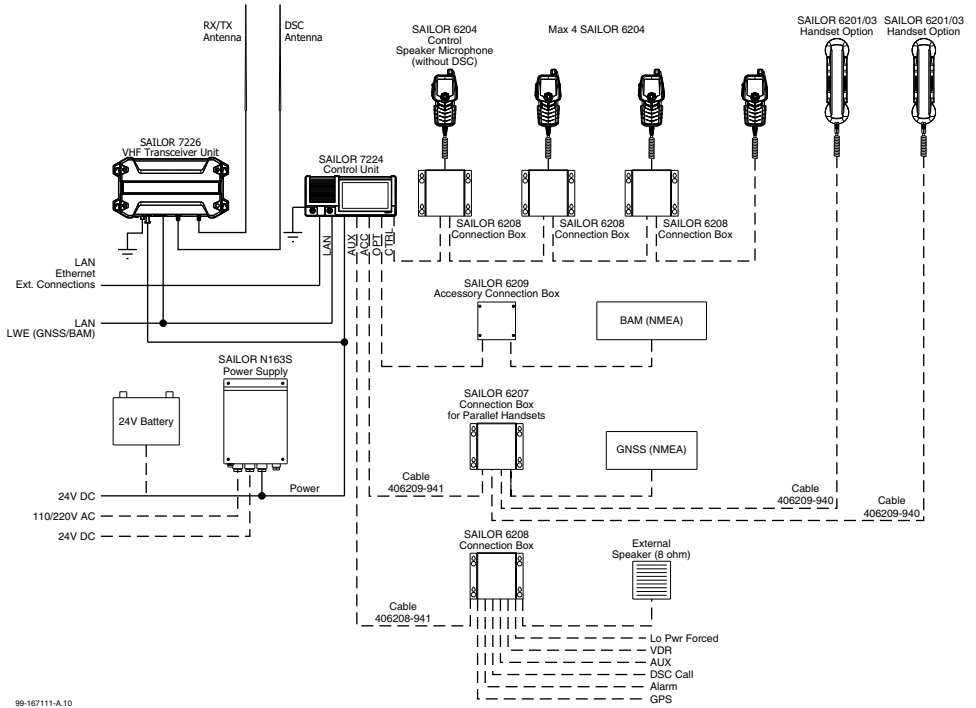 RX/TX
Antenna
DSC
Antenna
SAILOR 6204
Control
Speaker Microphone
(without DSC)
Max 4 SAILOR 6204
SAILOR 6201/03
Handset Option
SAILOR 6201/03
Handset Option
SAILOR 7226
VHF Transceiver Unit
SAILOR 7224
Control Unit
LAN
AUX
ACC
OPT
CTRL
SAILOR 6208
Connection Box
SAILOR 6208
Connection Box
SAILOR 6208
Connection Box
LAN
Ethernet
Ext. Connections
LAN
LWE (GNSS/BAM)
SAILOR 6209
Accessory Connection Box
BAM (NMEA)
SAILOR N163S
Power Supply
24V Battery
SAILOR 6207
Connection Box
for Parallel Handsets
GNSS (NMEA)
Cable
406209-941
Cable
406209-940
Cable
406209-940
Power
24V DC
110/220V AC
24V DC
SAILOR 6208
Connection Box
External
Speaker (8 ohm)
Cable
406208-941
Lo Pwr Forced
VDR
AUX
DSC Call
Alarm
GPS
99-167111-A.10